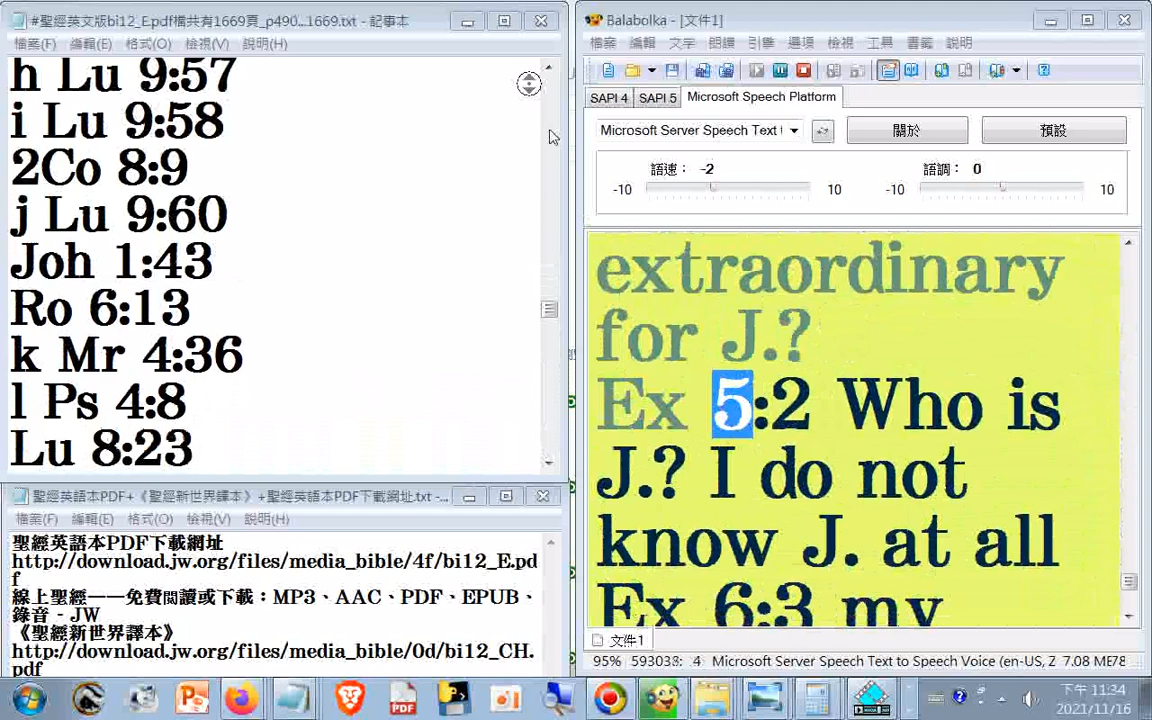 #聖經英文版bi12_E.pdf檔共有1669頁_p490...1669.txt - 記事本
檔案(F) 編輯(E) 格式(O) 檢視(V) 說明(H)
h Lu 9:57
i Lu 9:58
2Co 8:9
j Lu 9:60
Joh 1:43
Ro 6:13
k Mr 4:36
l Ps 4:8
Lu 8:23
聖經英語本PDF+《聖經新世界譯本》+聖經英語本PDF下載網址.txt -...
檔案(F) 編輯(E) 格式(O) 檢視(V) 說明(H)
聖經英語本PDF下載網址
http://download.jw.org/files/media_bible/4f/bi12_E.pd
f
線上聖經——免費閱讀或下載：MP3、AAC、PDF、EPUB、
錄音 - JW
《聖經新世界譯本》
http://download.jw.org/files/media_bible/0d/bi12_CH.
pdf
Balabolka - [文件1]
檔案 編輯 文字 朗讀 引擎 選項 檢視 工具 書籤 說明
SAPI 4 SAPI 5 Microsoft Speech Platform
Microsoft Server Speech Text 關於 預設
語速： -2 語調： 0
-10 10 -10 10
extraordinary
for J.?
Ex 5:2 Who is
J.? I do not
know J. at all
Ex 6:3 my
文件1
95% Microsoft Server Speech Text to Speech Voice (en-US, Z 7.08 ME
PDF
下午 11:34
2021/11/16